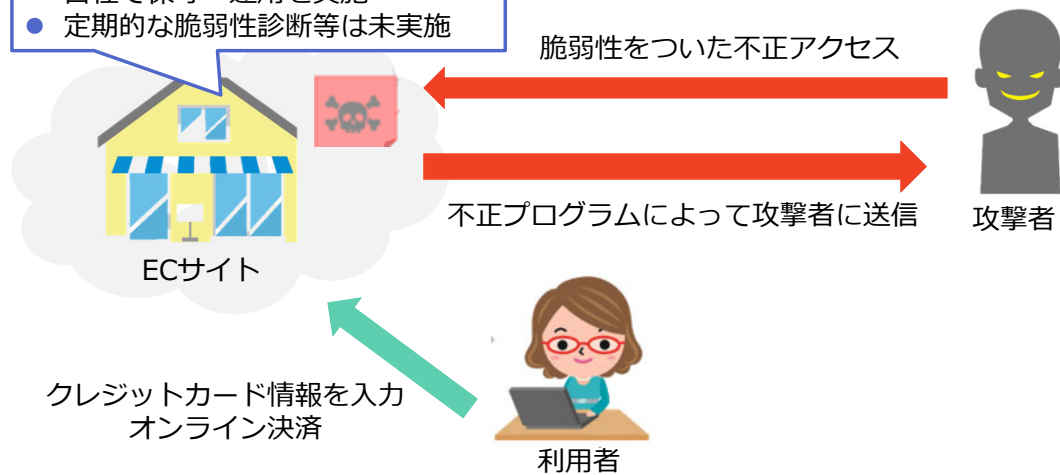 ● 定期的な脆弱性診断等は未実施
脆弱性をついた不正アクセス
不正プログラムによって攻撃者に送信
攻撃者
ECサイト
クレジットカード情報を入力
オンライン決済
利用者